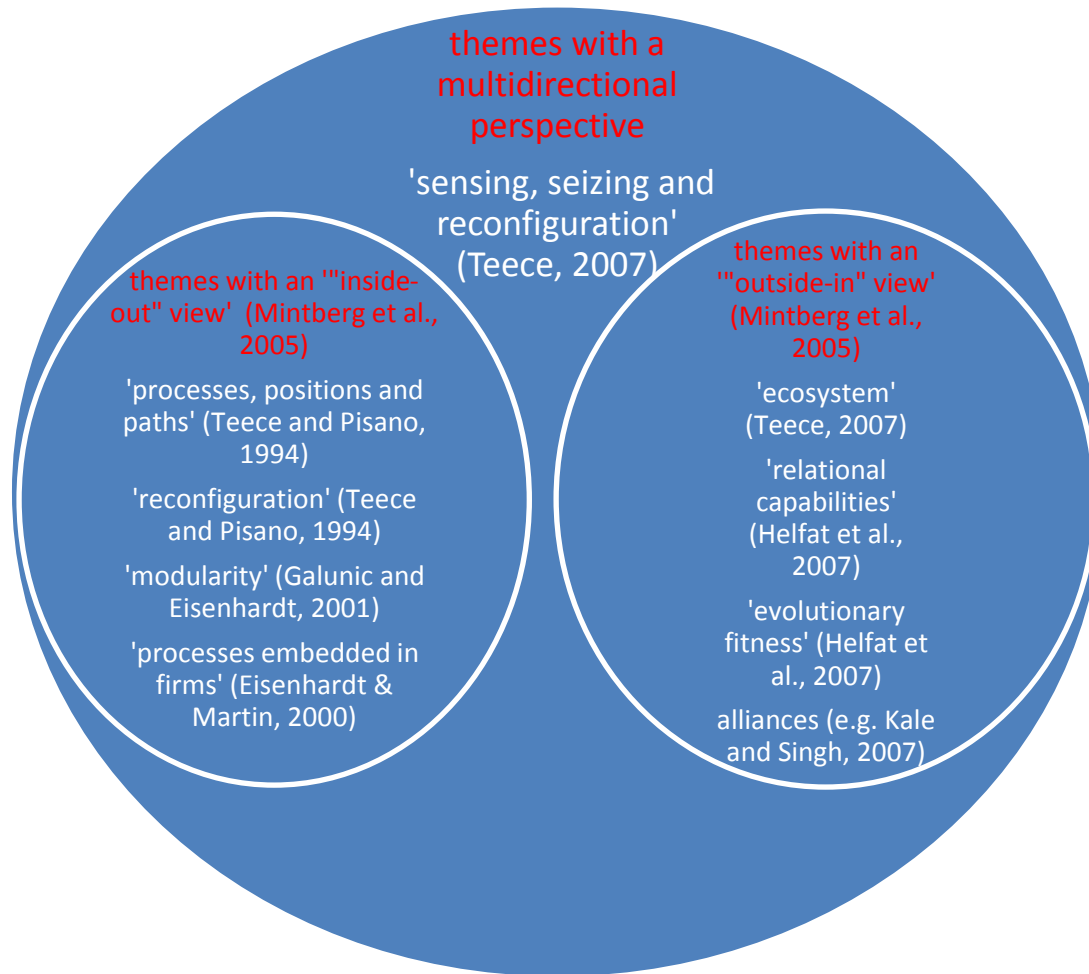 themes with a
multidirectional
perspective
'sensing, seizing and
reconfiguration'
(Teece, 2007)
themes with an '"inside-
out" view' (Mintberg et al.,
2005)
'processes, positions and
paths' (Teece and Pisano,
1994)
'reconfiguration' (Teece
and Pisano, 1994)
'modularity' (Galunic and
Eisenhardt, 2001)
'processes embedded in
firms' (Eisenhardt &
Martin, 2000)
themes with an
'"outside-in" view'
(Mintberg et al.,
2005)
'ecosystem'
(Teece, 2007)
'relational
capabilities'
(Helfat et al.,
2007)
'evolutionary
fitness' (Helfat et
al., 2007)
alliances (e.g. Kale
and Singh, 2007)